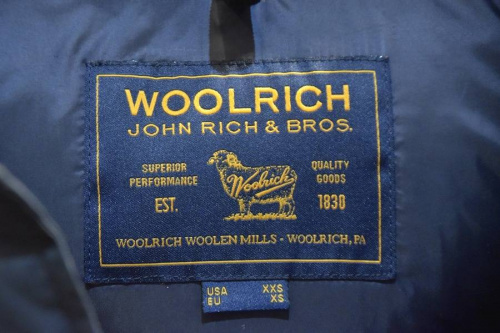 WOOLRICH
JOHN RICH & BROS.
SUPERIOR PERFORMANCE
Woolrich
QUALITY GOODS
EST.
1830
WOOLRICH WOOLEN MILLS - WOOLRICH, PA
USA XXS
EU XS